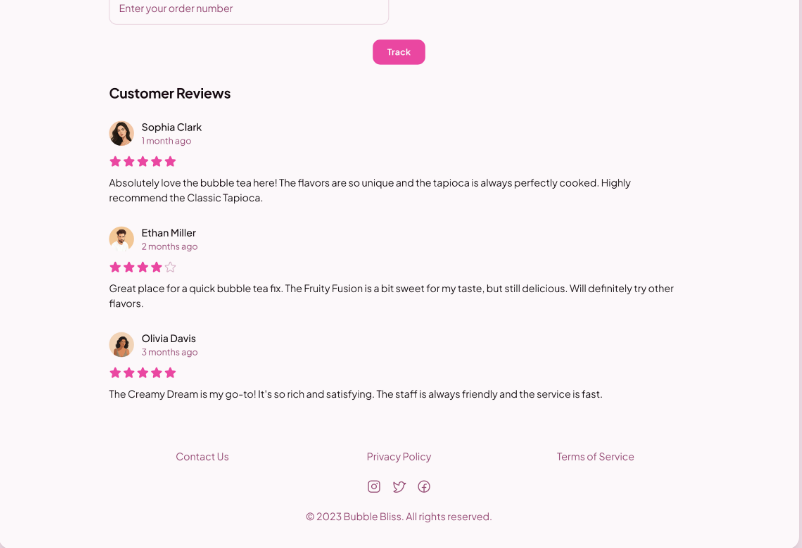 Enter your order number
Track
Customer Reviews
Sophia Clark
1 month ago
Absolutely love the bubble tea here! The flavors are so unique and the tapioca is always perfectly cooked. Highly
recommend the Classic Tapioca.
Ethan Miller
2 months ago
Great place for a quick bubble tea fix. The Fruity Fusion is a bit sweet for my taste, but still delicious. Will definitely try other
flavors.
Olivia Davis
3 months ago
The Creamy Dream is my go-to! It's so rich and satisfying. The staff is always friendly and the service is fast.
Contact Us
Privacy Policy
Terms of Service
© 2023 Bubble Bliss. All rights reserved.